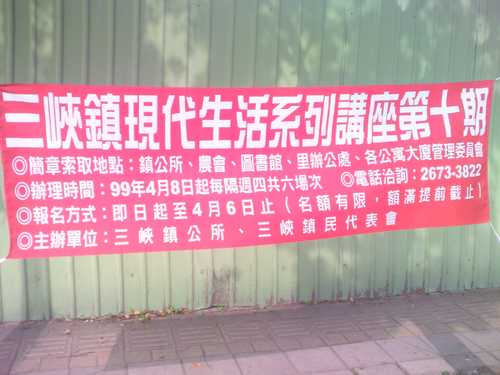 三峽鎮現代生活系列講座第十期
◎簡章索取地點：鎮公所、農會、圖書館、里辦公處、各公寓大廈管理委員會
◎辦理時間：99年4月8日起每隔週四共六場次 ◎電話洽詢：2673-3822
◎報名方式：即日起至4月6日止（名額有限，額滿提前截止）
◎主辦單位：三峽鎮公所、三峽鎮民代表會